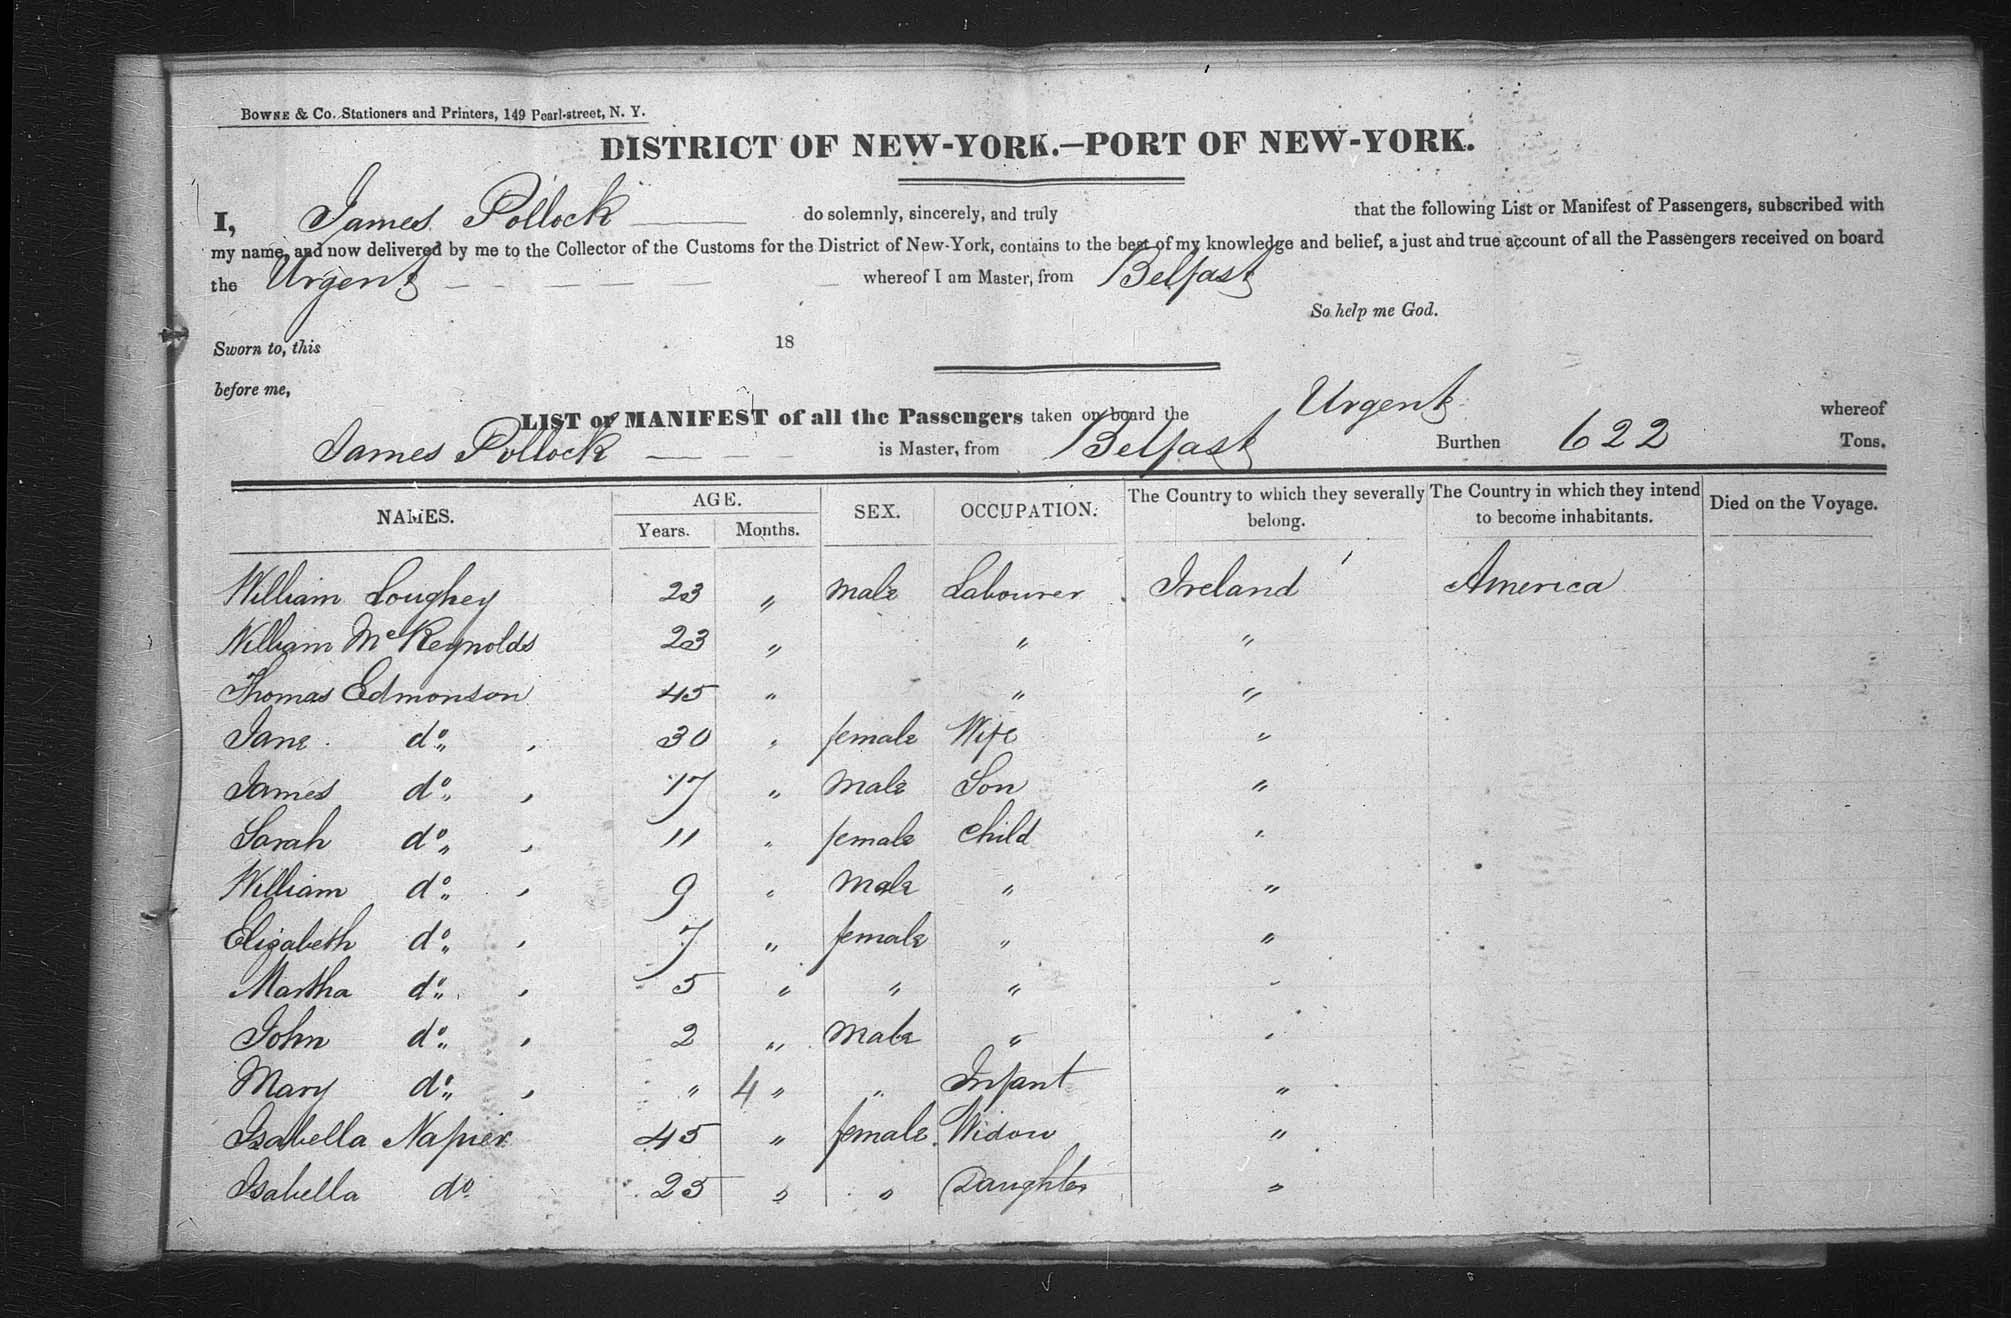 BOWNE & Co. Stationers and Printers, 149 Pearl-street, N. Y.
DISTRICT OF NEW-YORK.—PORT OF NEW-YORK.
I, James Pollock do solemnly, sincerely, and truly that the following List or Manifest of Passengers, subscribed with
my name, and now delivered by me to the Collector of the Customs for the District of New-York, contains to the best of my knowledge and belief, a just and true account of all the Passengers received on board
the Urgent whereof I am Master, from Belfast
So help me God.
Sworn to, this 18
before me,
LIST or MANIFEST of all the Passengers taken on board the Urgent whereof
James Pollock is Master, from Belfast Burthen 622 Tons.
NAMES. AGE. SEX. OCCUPATION. The Country to which they severally belong. The Country in which they intend to become inhabitants. Died on the Voyage.
Years. Months.
William Loughey 23 " male Labourer Ireland America
William McReynolds 23 " " "
Thomas Edmonson 45 " " "
Jane do " 30 " female Wife "
James do " 17 " male Son "
Sarah do " 11 " female child "
William do " 9 " male " "
Elizabeth do " 7 " female " "
Martha do " 5 " " " "
John do " 2 " male " "
Mary do " " 4 " " Infant "
Isabella Napier 45 " female Widow "
Isabella do 25 " " Daughter "